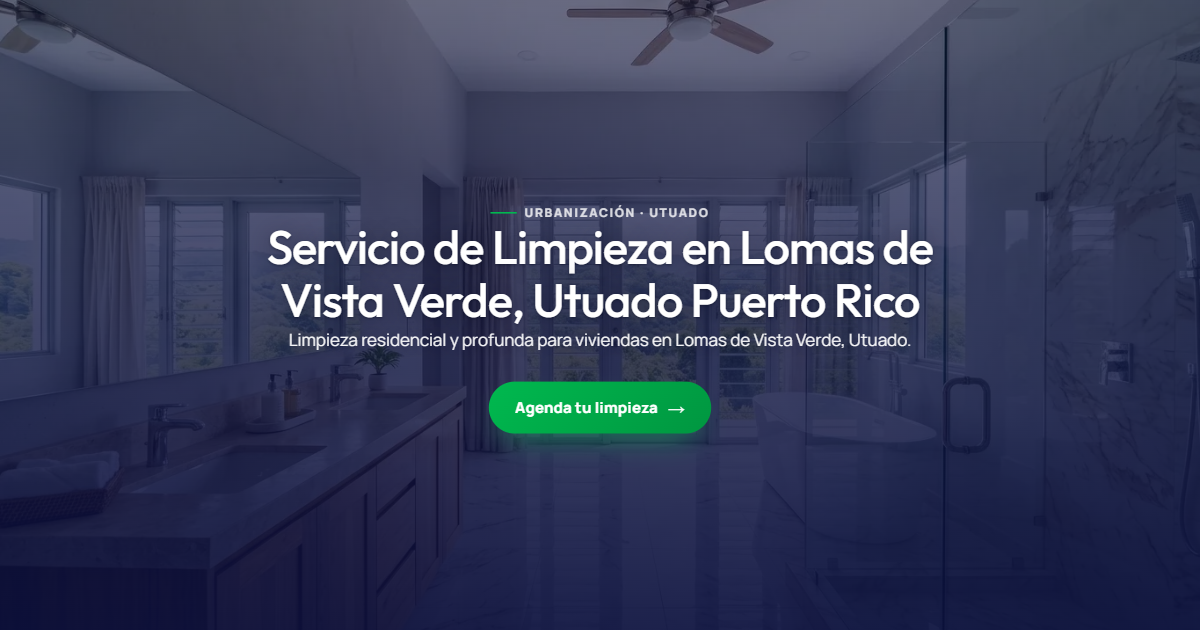 URBANIZACIÓN · UTUADO
Servicio de Limpieza en Lomas de
Vista Verde, Utuado Puerto Rico
Limpieza residencial y profunda para viviendas en Lomas de Vista Verde, Utuado.
Agenda tu limpieza →